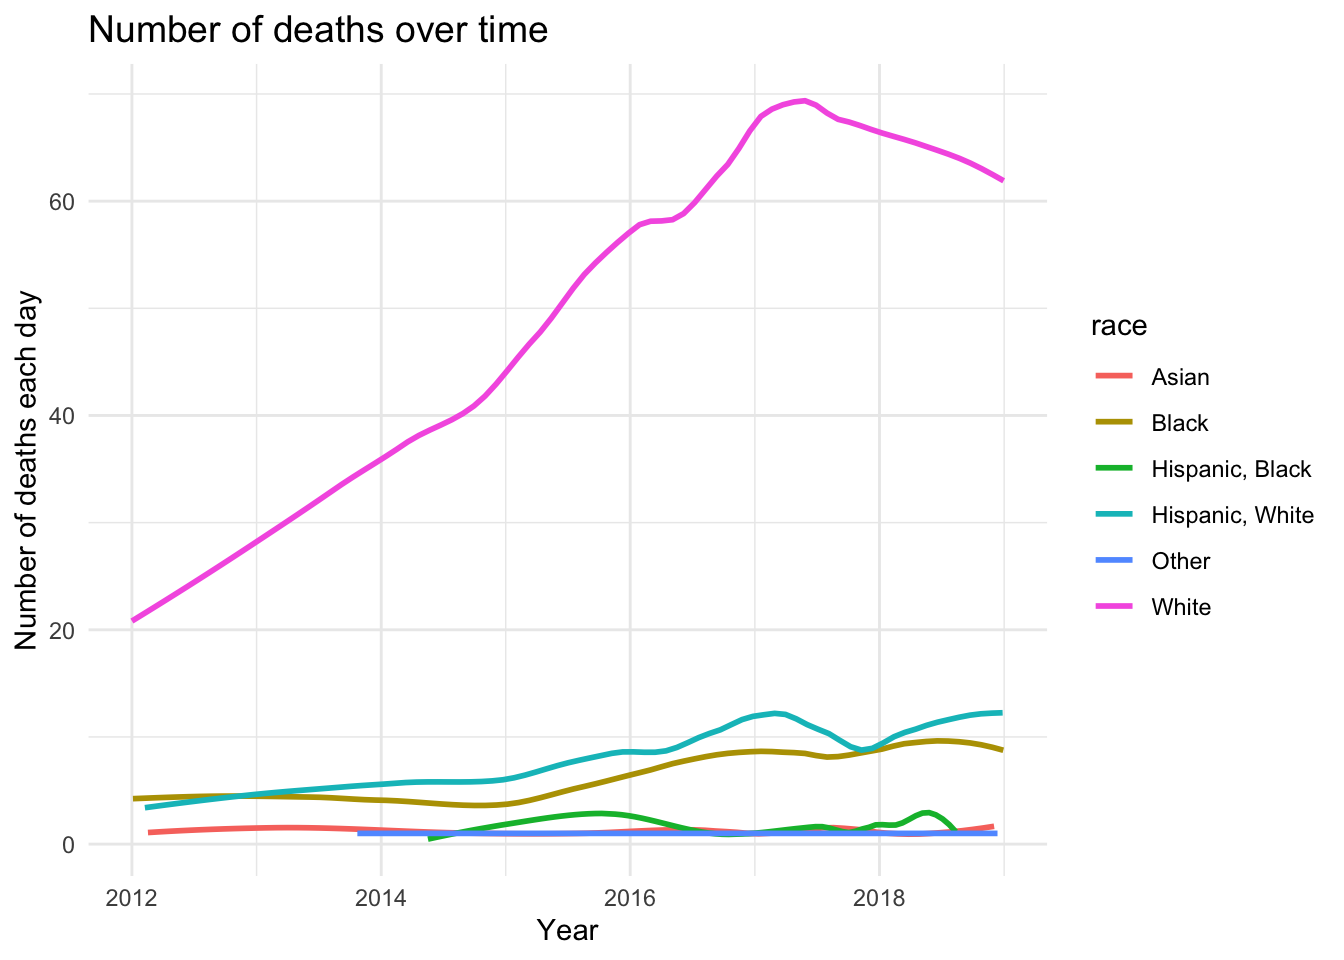 Number of deaths over time
Number of deaths each day
60
40
20
0
2012
2014
2016
2018
Year
race
Asian
Black
Hispanic, Black
Hispanic, White
Other
White